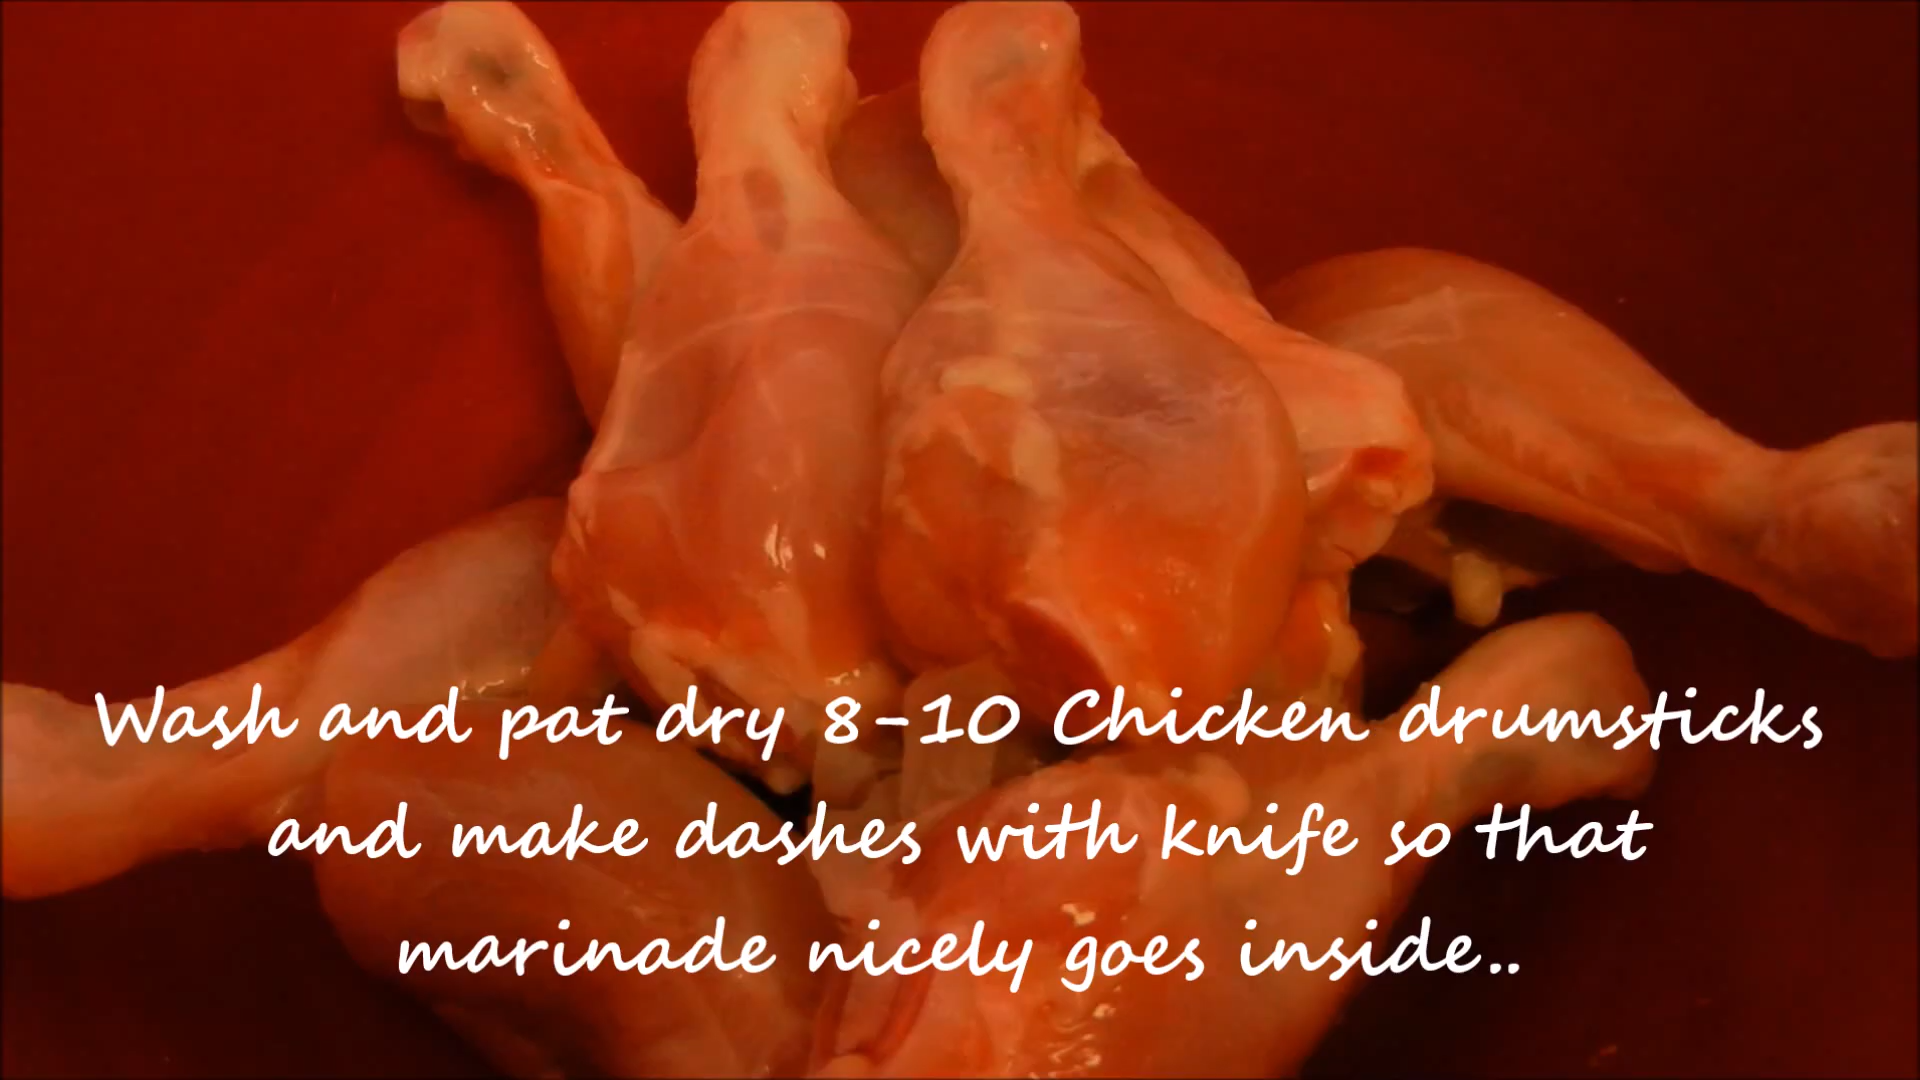 Wash and pat dry 8-10 Chicken drumsticks
and make dashes with knife so that
marinade nicely goes inside..